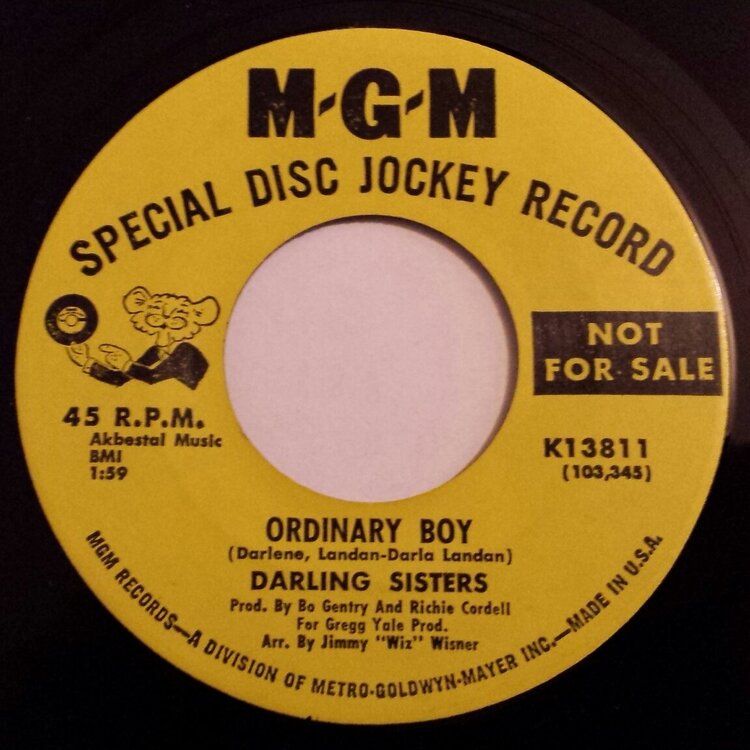 M-G-M
SPECIAL DISC JOCKEY RECORD
NOT
FOR SALE
45 R.P.M.
Akbestal Music
BMI
1:59
K13811
(103,345)
ORDINARY BOY
(Darlene, Landan-Darla Landan)
DARLING SISTERS
Prod. By Bo Gentry And Richie Cordell
For Gregg Yale Prod.
Arr. By Jimmy "Wiz" Wisner
MGM RECORDS—A DIVISION OF METRO-GOLDWYN-MAYER INC.—MADE IN U.S.A.